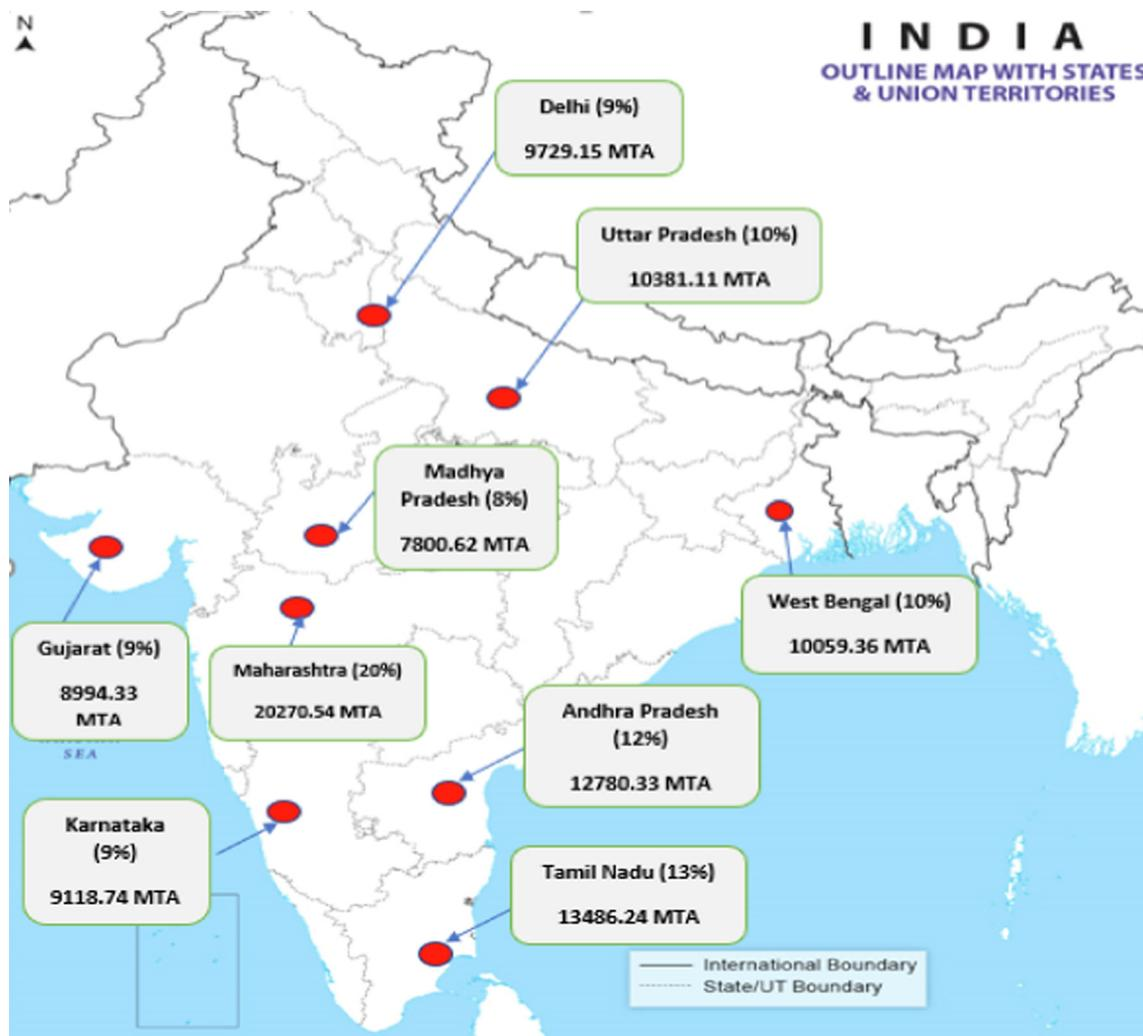 N
INDIA
OUTLINE MAP WITH STATES
& UNION TERRITORIES
Delhi (9%)
9729.15 MTA
Uttar Pradesh (10%)
10381.11 MTA
Madhya
Pradesh (8%)
7800.62 MTA
West Bengal (10%)
10059.36 MTA
Gujarat (9%)
8994.33
MTA
Maharashtra (20%)
20270.54 MTA
Andhra Pradesh
(12%)
12780.33 MTA
SEA
Karnataka
(9%)
9118.74 MTA
Tamil Nadu (13%)
13486.24 MTA
International Boundary
State/UT Boundary